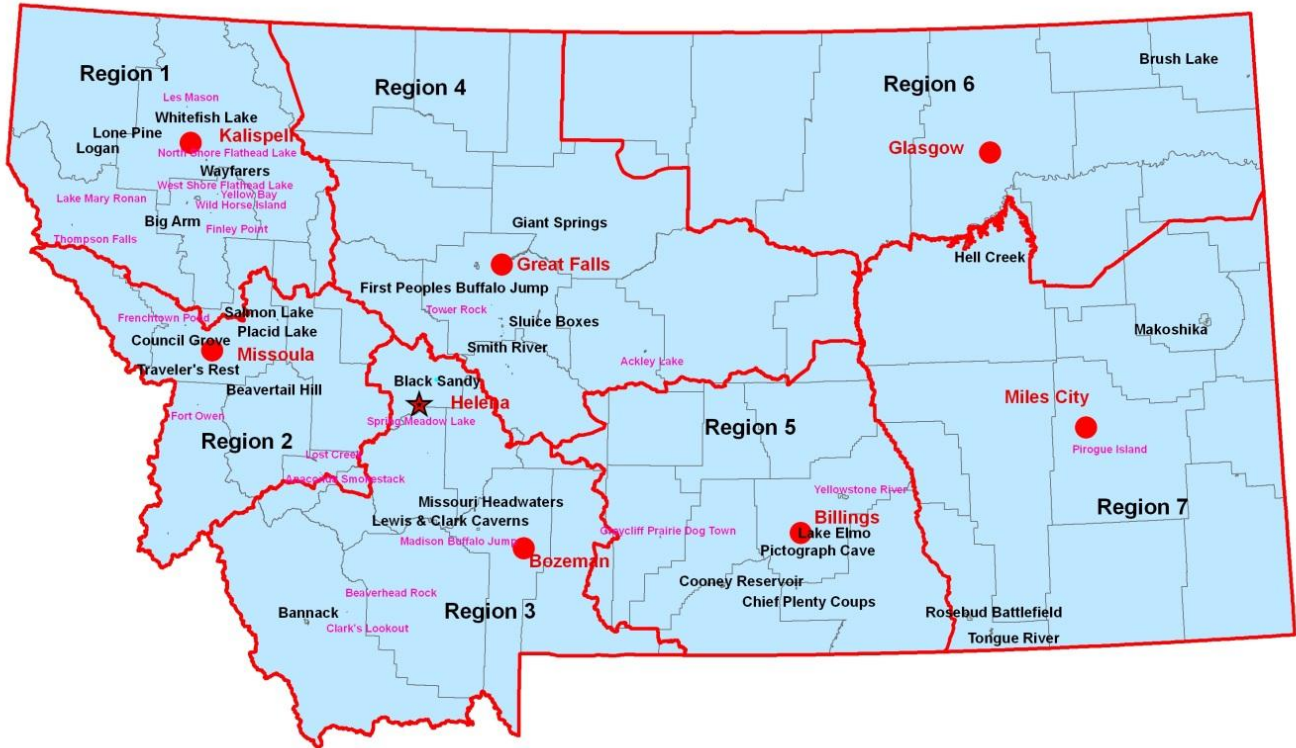 Region 1
Les Mason
Whitefish Lake
Lone Pine
Kalispell
Logan
North Shore Flathead Lake
Wayfarers
West Shore Flathead Lake
Yellow Bay
Lake Mary Ronan
Wild Horse Island
Big Arm
Finley Point
Thompson Falls
Region 4
Giant Springs
Great Falls
First Peoples Buffalo Jump
Tower Rock
Sluice Boxes
Smith River
Ackley Lake
Region 6
Brush Lake
Glasgow
Hell Creek
Frenchtown Pond
Salmon Lake
Placid Lake
Council Grove
Missoula
Traveler's Rest
Beavertail Hill
Fort Owen
Region 2
Lost Creek
Anaconda Smokestack
Black Sandy
Helena
Spring Meadow Lake
Missouri Headwaters
Lewis & Clark Caverns
Madison Buffalo Jump
Bozeman
Beaverhead Rock
Region 3
Bannack
Clark's Lookout
Region 5
Yellowstone River
Billings
Greycliff Prairie Dog Town
Lake Elmo
Pictograph Cave
Cooney Reservoir
Chief Plenty Coups
Makoshika
Miles City
Pirogue Island
Region 7
Rosebud Battlefield
Tongue River